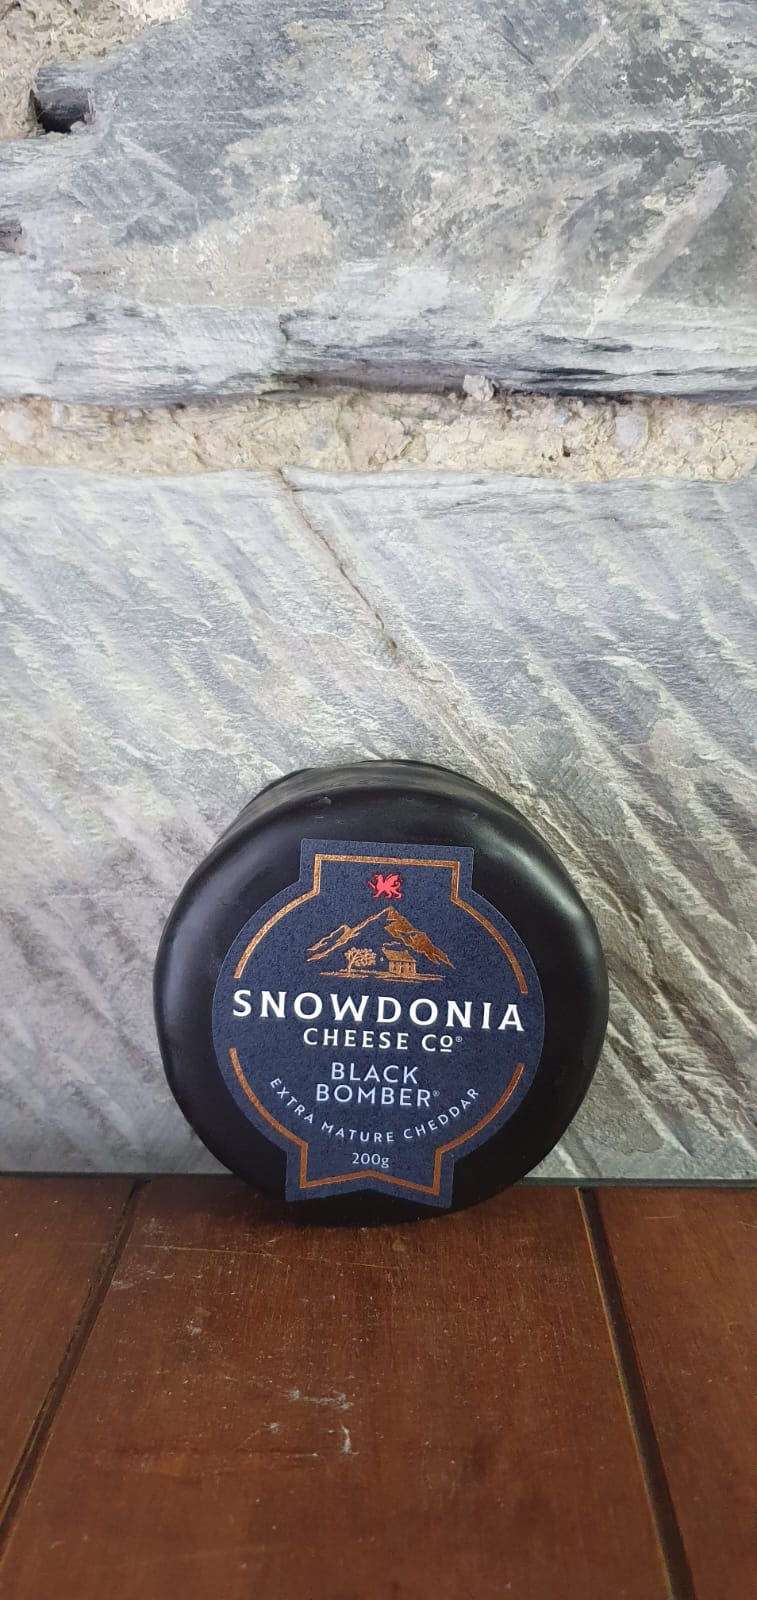 SNOWDONIA
CHEESE Cº®
BLACK
BOMBER®
EXTRA MATURE CHEDDAR
200g